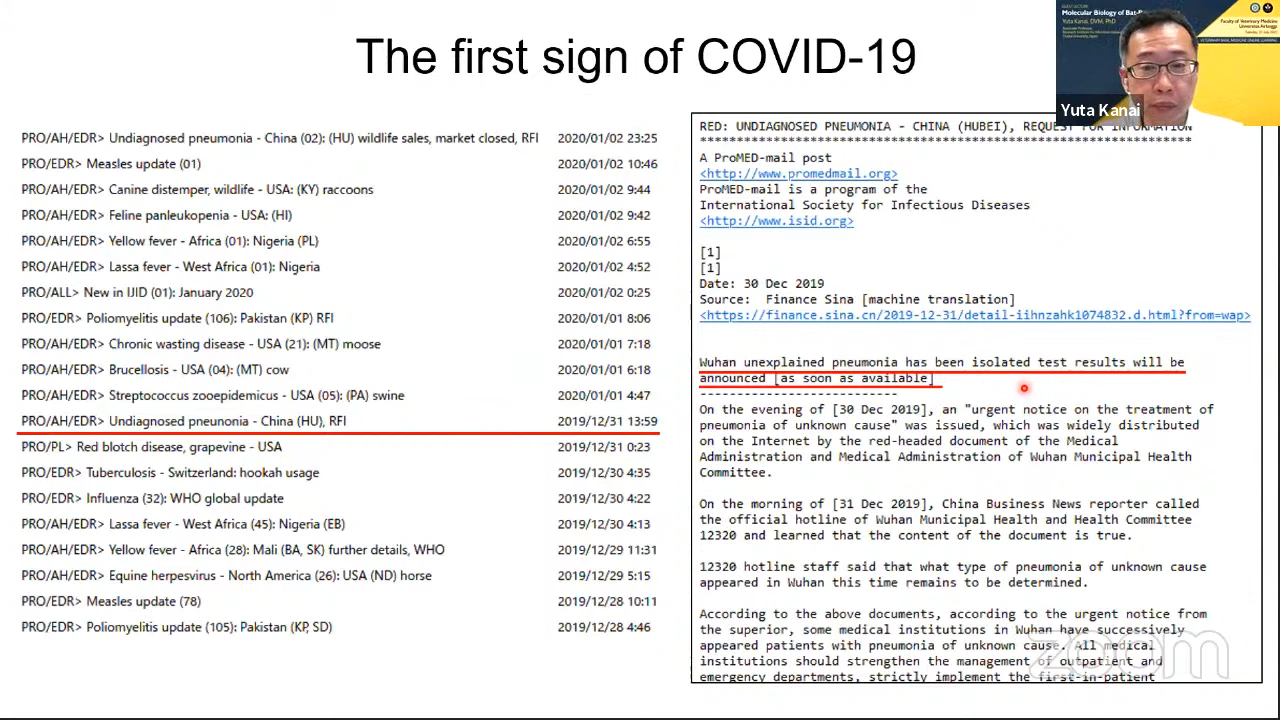 The first sign of COVID-19
PRO/AH/EDR> Undiagnosed pneumonia - China (02): (HU) wildlife sales, market closed, RFI 2020/01/02 23:25
PRO/EDR> Measles update (01) 2020/01/02 10:46
PRO/AH/EDR> Canine distemper, wildlife - USA: (KY) raccoons 2020/01/02 9:44
PRO/AH/EDR> Feline panleukopenia - USA: (HI) 2020/01/02 9:42
PRO/AH/EDR> Yellow fever - Africa (01): Nigeria (PL) 2020/01/02 6:55
PRO/AH/EDR> Lassa fever - West Africa (01): Nigeria 2020/01/02 4:52
PRO/ALL> New in IJID (01): January 2020 2020/01/02 0:25
PRO/EDR> Poliomyelitis update (106): Pakistan (KP) RFI 2020/01/01 8:06
PRO/AH/EDR> Chronic wasting disease - USA (21): (MT) moose 2020/01/01 7:18
PRO/AH/EDR> Brucellosis - USA (04): (MT) cow 2020/01/01 6:18
PRO/AH/EDR> Streptococcus zooepidemicus - USA (05): (PA) swine 2020/01/01 4:47
PRO/AH/EDR> Undiagnosed pneunonia - China (HU), RFI 2019/12/31 13:59
PRO/PL> Red blotch disease, grapevine - USA 2019/12/31 0:23
PRO/EDR> Tuberculosis - Switzerland: hookah usage 2019/12/30 4:35
PRO/EDR> Influenza (32): WHO global update 2019/12/30 4:22
PRO/AH/EDR> Lassa fever - West Africa (45): Nigeria (EB) 2019/12/30 4:13
PRO/AH/EDR> Yellow fever - Africa (28): Mali (BA, SK) further details, WHO 2019/12/29 11:31
PRO/AH/EDR> Equine herpesvirus - North America (26): USA (ND) horse 2019/12/29 5:15
PRO/EDR> Measles update (78) 2019/12/28 10:11
PRO/EDR> Poliomyelitis update (105): Pakistan (KP, SD) 2019/12/28 4:46
RED: UNDIAGNOSED PNEUMONIA - CHINA (HUBEI), REQUEST FOR INFORMATION
****************************************************************
A ProMED-mail post
<http://www.promedmail.org>
ProMED-mail is a program of the
International Society for Infectious Diseases
<http://www.isid.org>
[1]
[1]
Date: 30 Dec 2019
Source: Finance Sina [machine translation]
<https://finance.sina.cn/2019-12-31/detail-iihnzahk1074832.d.html?from=wap>
Wuhan unexplained pneumonia has been isolated test results will be
announced [as soon as available]
--------------------------
On the evening of [30 Dec 2019], an "urgent notice on the treatment of
pneumonia of unknown cause" was issued, which was widely distributed
on the Internet by the red-headed document of the Medical
Administration and Medical Administration of Wuhan Municipal Health
Committee.
On the morning of [31 Dec 2019], China Business News reporter called
the official hotline of Wuhan Municipal Health and Health Committee
12320 and learned that the content of the document is true.
12320 hotline staff said that what type of pneumonia of unknown cause
appeared in Wuhan this time remains to be determined.
According to the above documents, according to the urgent notice from
the superior, some medical institutions in Wuhan have successively
appeared patients with pneumonia of unknown cause. All medical
institutions should strengthen the management of outpatient and
emergency departments, strictly implement the first-in-patient
Molecular Biology of Bat-
Yuta Kanai, DVM, PhD
Faculty of Veterinary Medicine
Universitas Airlangga
Yuta Kanai
zoom